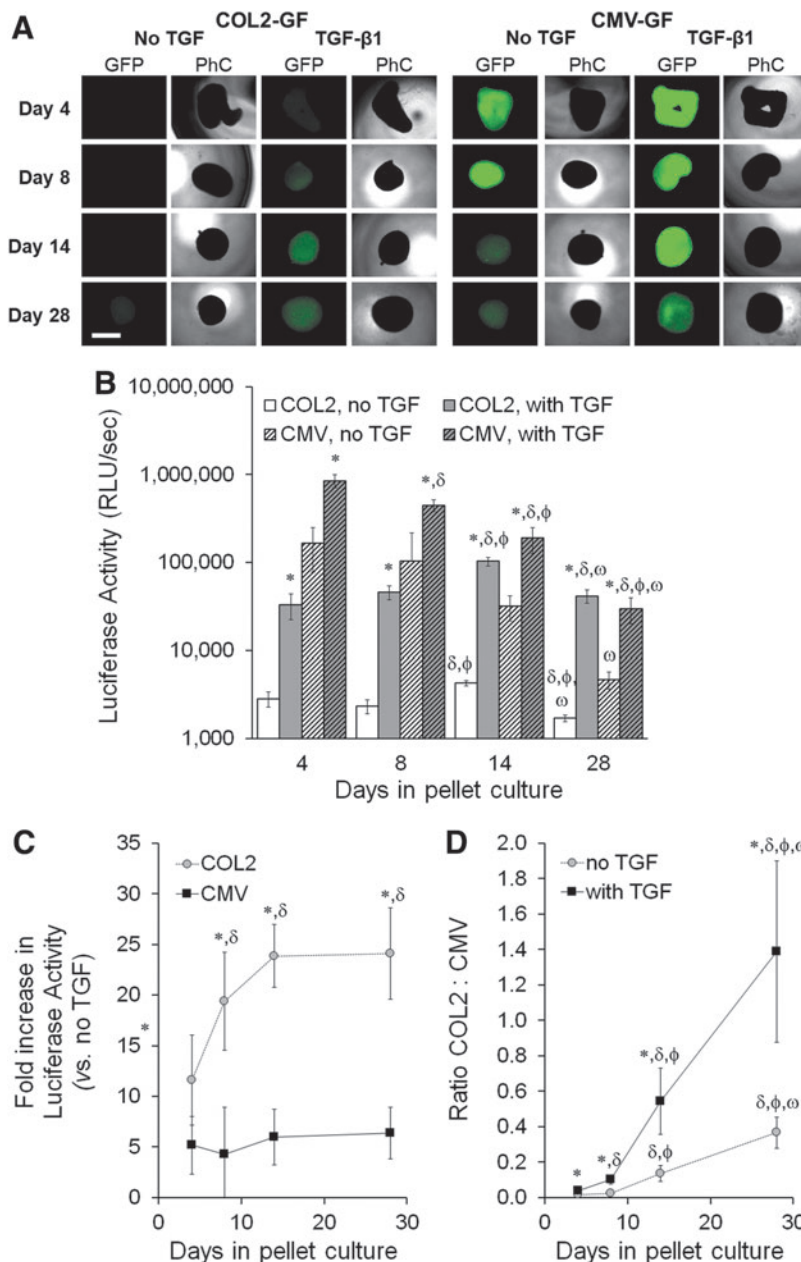 A
COL2-GF CMV-GF
No TGF TGF-β1 No TGF TGF-β1
GFP PhC GFP PhC GFP PhC GFP PhC
Day 4
Day 8
Day 14
Day 28
B
10,000,000
1,000,000
100,000
10,000
1,000
Luciferase Activity (RLU/sec)
COL2, no TGF COL2, with TGF
CMV, no TGF CMV, with TGF
* *
* *,δ
δ,ϕ *,δ,ϕ *,δ,ϕ
δ,ϕ,
ω *,δ,ω ω *,δ,ϕ,ω
4 8 14 28
Days in pellet culture
C
35
30
25
20
15
10
5
0
Fold increase in
Luciferase Activity
(vs. no TGF)
COL2
CMV
* *,δ *,δ *,δ
0 10 20 30
Days in pellet culture
D
2.0
1.8
1.6
1.4
1.2
1.0
0.8
0.6
0.4
0.2
0.0
Ratio COL2 : CMV
no TGF
with TGF
* *,δ *,δ,ϕ *,δ,ϕ,ω
δ,ϕ δ,ϕ,ω
0 10 20 30
Days in pellet culture